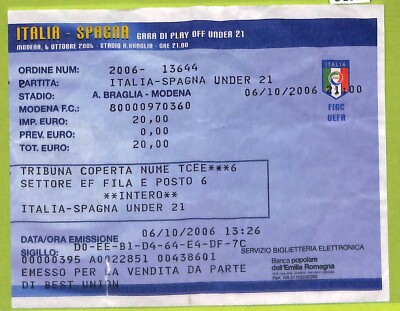 ITALIA - SPAGNA GARA DI PLAY OFF UNDER 21
MODENA, 6 OTTOBRE 2006 - STADIO A.BRAGLIA - ORE 21.00
ORDINE NUM: 2006- 13644
PARTITA: ITALIA-SPAGNA UNDER 21
STADIO: A. BRAGLIA - MODENA 06/10/2006 21:00
MODENA F.C.: 80000970360
IMP. EURO: 20,00
PREV. EURO: 0,00
TOT. EURO: 20,00
ITALIA
FIGC
UEFA
TRIBUNA COPERTA NUME TCEE***6
SETTORE EF FILA E POSTO 6
**INTERO**
ITALIA-SPAGNA UNDER 21
DATA/ORA EMISSIONE 06/10/2006 13:26
SIGILLO: D0-EE-B1-D4-64-E4-DF-7C
SERVIZIO BIGLIETTERIA ELETTRONICA
00000395 A0022851 00438601
EMESSO PER LA VENDITA DA PARTE
DI BEST UNION
Banca popolare
dell'Emilia Romagna